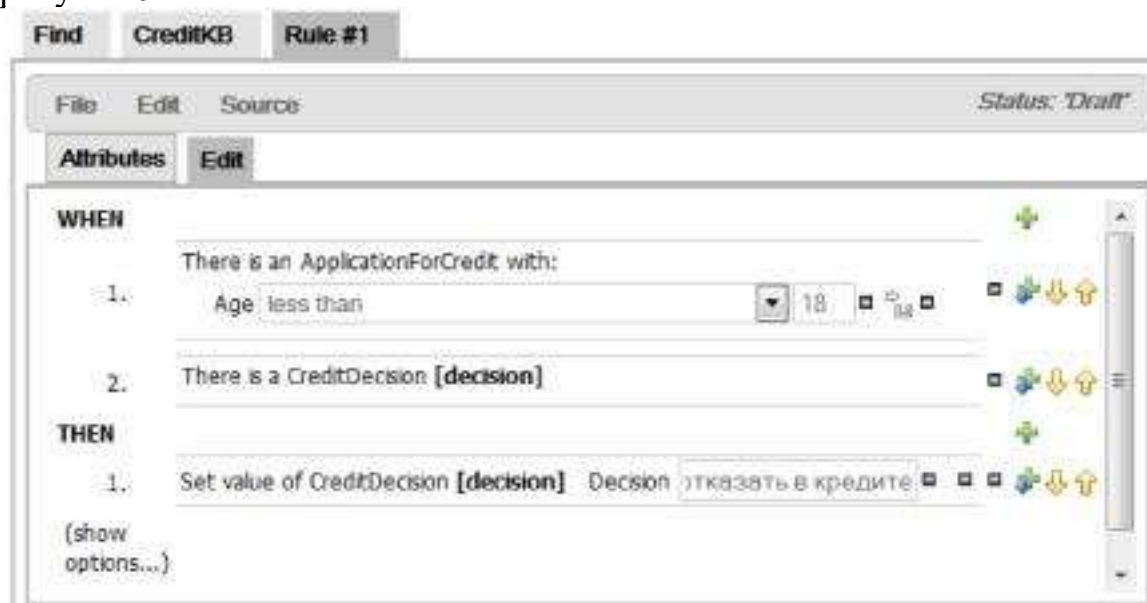 Find CreditKB Rule #1
File Edit Source Status: "Draft"
Attributes Edit
WHEN
There is an ApplicationForCredit with:
1.
Age less than 18
2. There is a CreditDecision [decision]
THEN
1. Set value of CreditDecision [decision] Decision отказать в кредите
(show
options...)